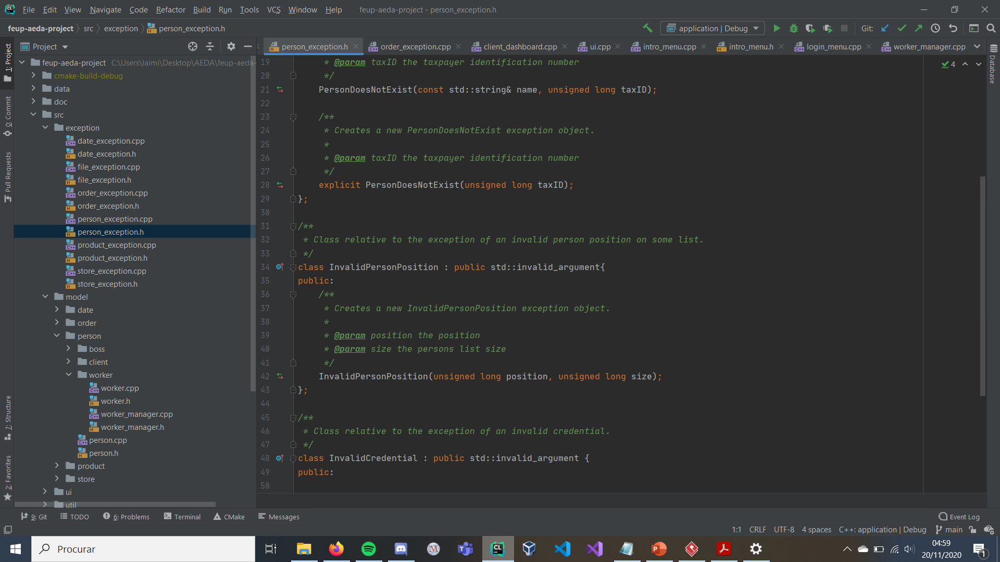 File Edit View Navigate Code Refactor Build Run Tools VCS Window Help feup-aeda-project - person_exception.h
feup-aeda-project src exception person_exception.h application | Debug Git:
Project
person_exception.h order_exception.cpp client_dashboard.cpp ui.cpp intro_menu.cpp intro_menu.h login_menu.cpp worker_manager.cpp
1: Project
0: Commit
Pull Requests
7: Structure
2: Favorites
Database
feup-aeda-project C:\Users\laimi\Desktop\AEDA\feup-aeda-
cmake-build-debug
data
doc
src
exception
date_exception.cpp
date_exception.h
file_exception.cpp
file_exception.h
order_exception.cpp
order_exception.h
person_exception.cpp
person_exception.h
product_exception.cpp
product_exception.h
store_exception.cpp
store_exception.h
model
date
order
person
boss
client
worker
worker.cpp
worker.h
worker_manager.cpp
worker_manager.h
person.cpp
person.h
product
store
ui
util
4
19 * @param taxID the taxpayer identification number
20 */
21 PersonDoesNotExist(const std::string& name, unsigned long taxID);
22
23 /**
24 * Creates a new PersonDoesNotExist exception object.
25 *
26 * @param taxID the taxpayer identification number
27 */
28 explicit PersonDoesNotExist(unsigned long taxID);
29 };
30
31 /**
32 * Class relative to the exception of an invalid person position on some list.
33 */
34 class InvalidPersonPosition : public std::invalid_argument{
35 public:
36 /**
37 * Creates a new InvalidPersonPosition exception object.
38 *
39 * @param position the position
40 * @param size the persons list size
41 */
42 InvalidPersonPosition(unsigned long position, unsigned long size);
43 };
44
45 /**
46 * Class relative to the exception of an invalid credential.
47 */
48 class InvalidCredential : public std::invalid_argument {
49 public:
50
9: Git TODO 6: Problems Terminal CMake Messages Event Log
1:1 CRLF UTF-8 4 spaces C++: application | Debug main
Procurar
04:59
20/11/2020
1